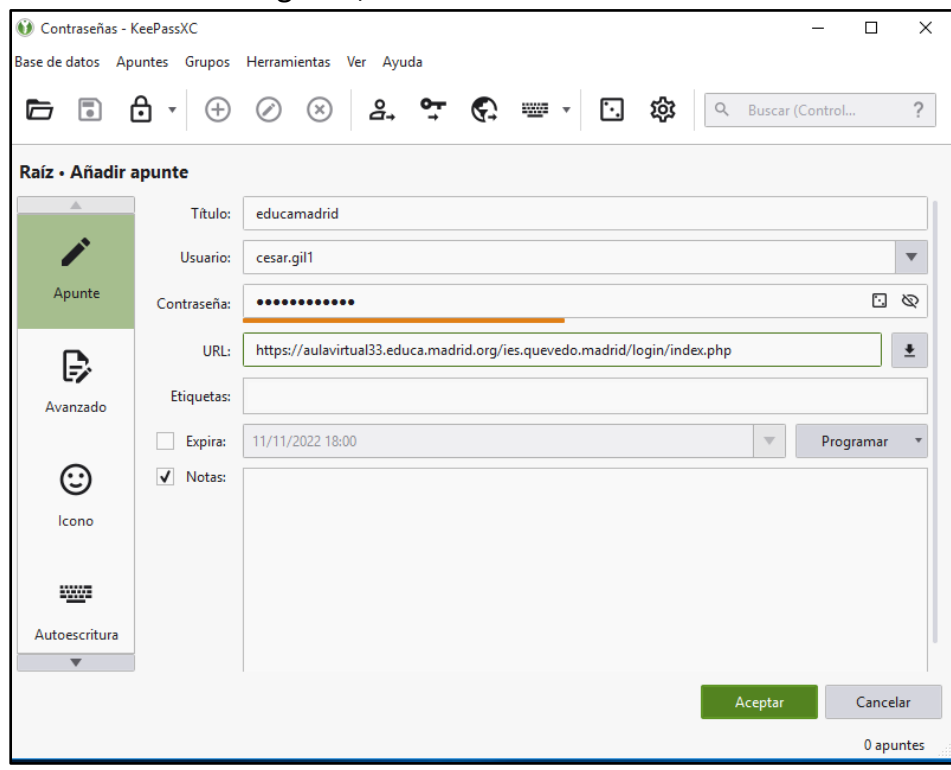 Contraseñas - KeePassXC
Base de datos Apuntes Grupos Herramientas Ver Ayuda
Buscar (Control... ?
Raíz • Añadir apunte
Título: educamadrid
Usuario: cesar.gil1
Apunte
Contraseña: ●●●●●●●●●●●●
URL: https://aulavirtual33.educa.madrid.org/ies.quevedo.madrid/login/index.php
Avanzado
Etiquetas:
Expira: 11/11/2022 18:00 Programar
Notas:
Icono
Autoescritura
Aceptar Cancelar
0 apuntes